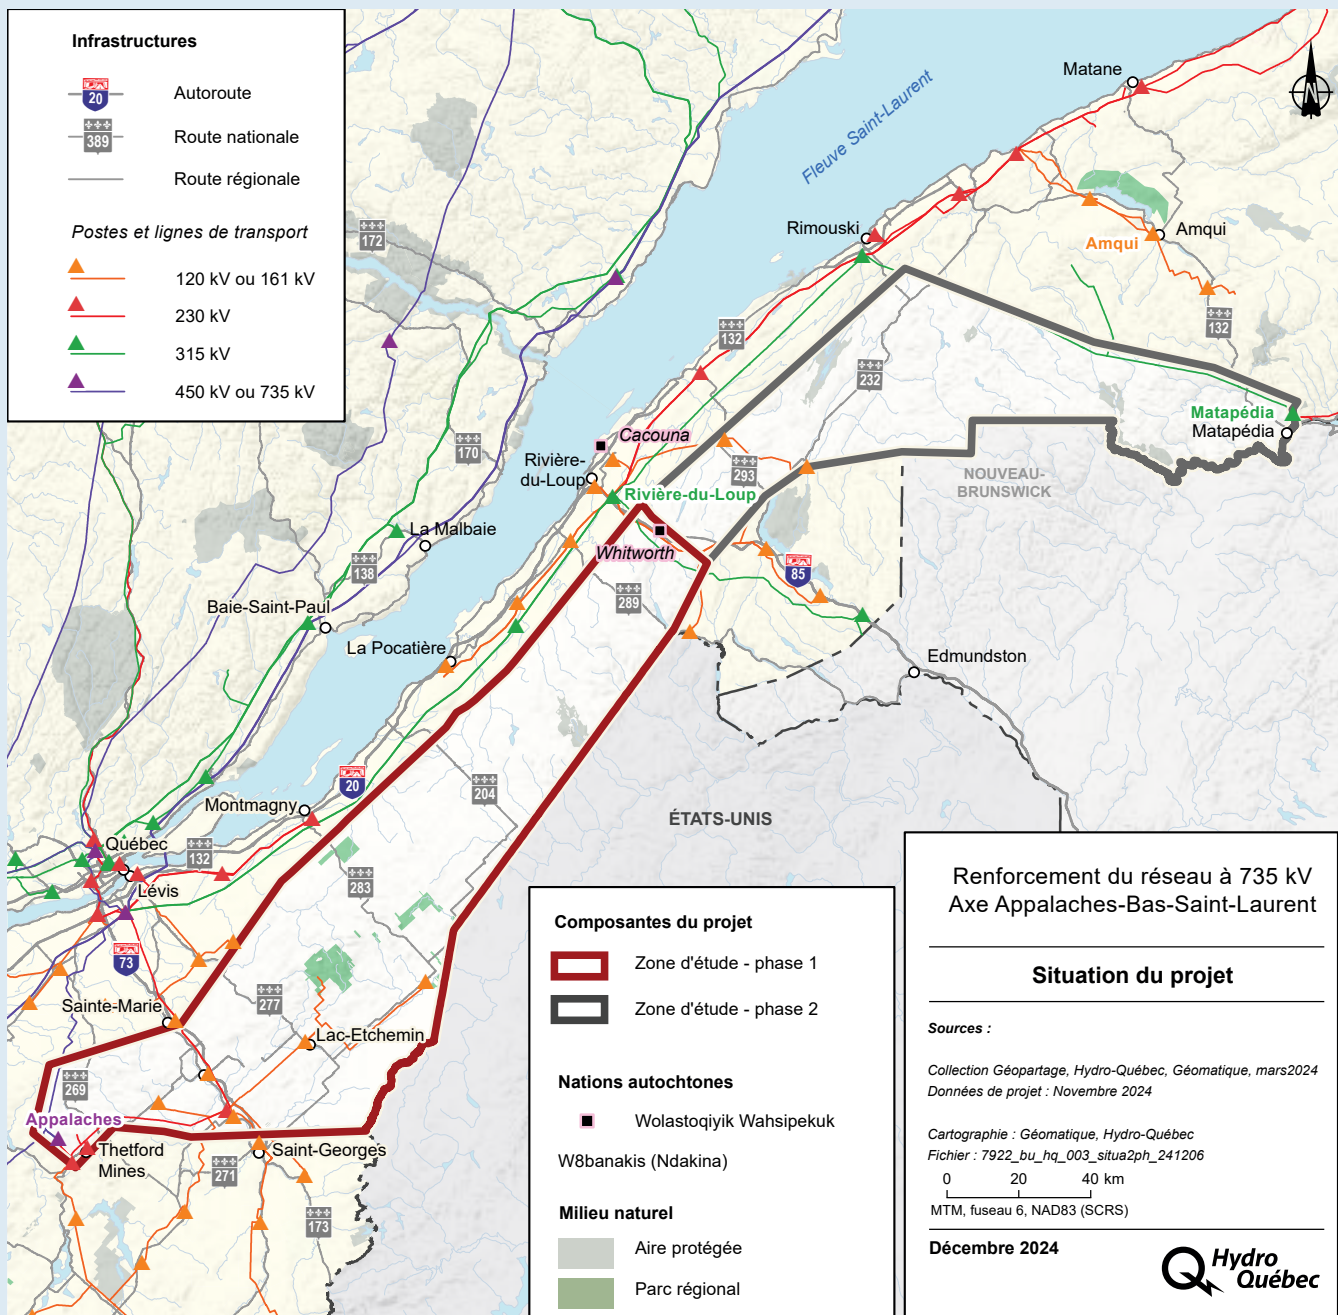 Infrastructures
20
Autoroute
389
Route nationale
Route régionale
Postes et lignes de transport
120 kV ou 161 kV
230 kV
315 kV
450 kV ou 735 kV
Fleuve Saint-Laurent
Matane
N
172
Rimouski
Amqui
Amqui
132
132
232
Matapédia
Matapédia
170
Cacouna
Rivière-
du-Loup
293
NOUVEAU-
BRUNSWICK
Rivière-du-Loup
La Malbaie
Whitworth
138
85
289
Baie-Saint-Paul
La Pocatière
Edmundston
20
204
Montmagny
ÉTATS-UNIS
Québec
132
Lévis
283
73
277
Sainte-Marie
Lac-Etchemin
269
Appalaches
Thetford
Mines
Saint-Georges
271
173
Composantes du projet
Zone d'étude - phase 1
Zone d'étude - phase 2
Nations autochtones
Wolastoqiyik Wahsipekuk
W8banakis (Ndakina)
Milieu naturel
Aire protégée
Parc régional
Renforcement du réseau à 735 kV
Axe Appalaches-Bas-Saint-Laurent
Situation du projet
Sources :
Collection Géopartage, Hydro-Québec, Géomatique, mars2024
Données de projet : Novembre 2024
Cartographie : Géomatique, Hydro-Québec
Fichier : 7922_bu_hq_003_situa2ph_241206
0 20 40 km
MTM, fuseau 6, NAD83 (SCRS)
Décembre 2024
Hydro
Québec